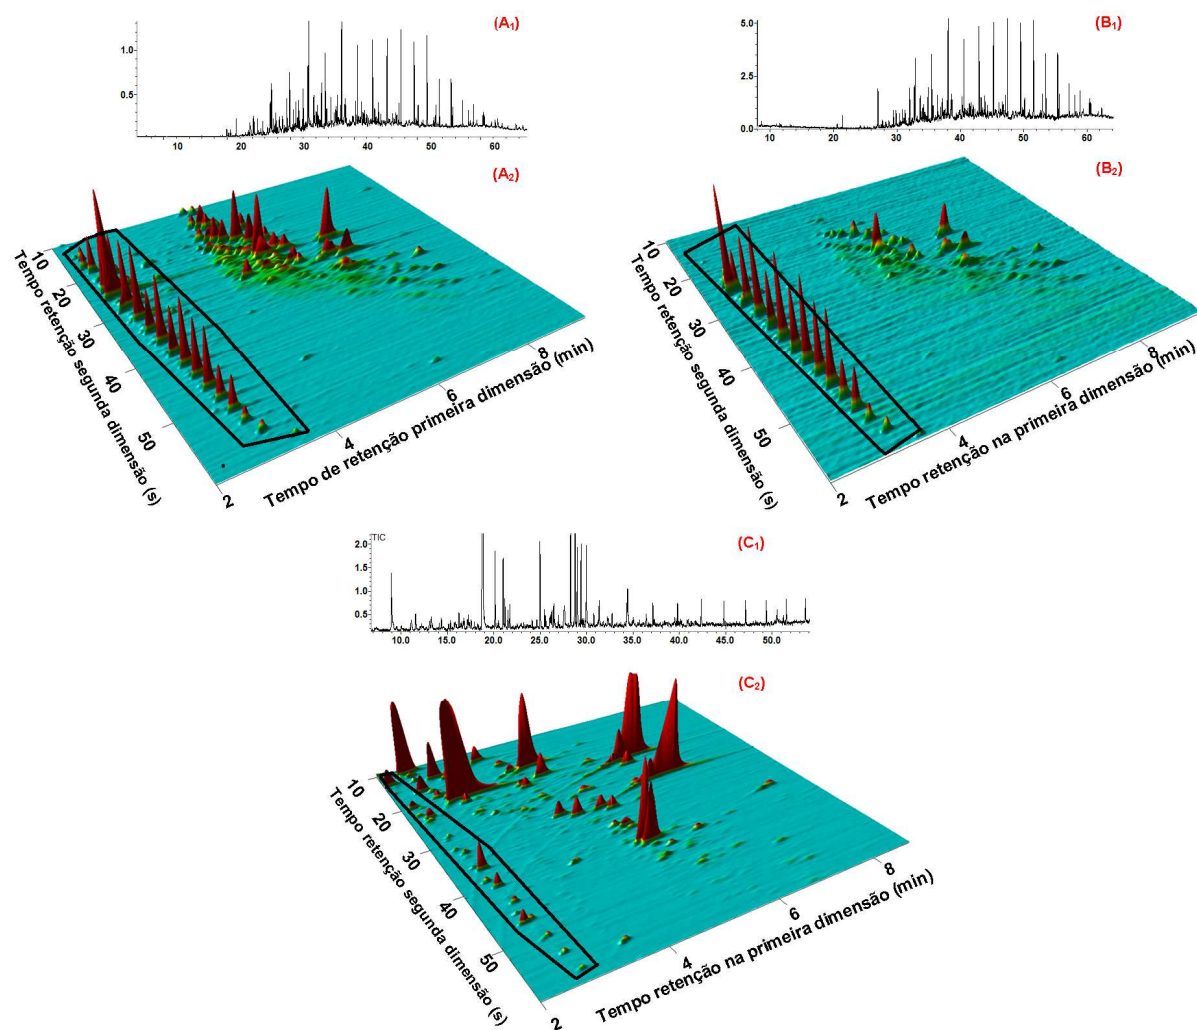 (A₁)
1.0
0.5
10 20 30 40 50 60
(B₁)
5.0
2.5
0.0
10 20 30 40 50 60
(A₂)
10
20
30
40
50
2
4
6
8
Tempo retenção segunda dimensão (s)
Tempo de retenção primeira dimensão (min)
(B₂)
10
20
30
40
50
2
4
6
8
Tempo retenção segunda dimensão (s)
Tempo retenção na primeira dimensão (min)
(C₁)
TIC
2.0
1.5
1.0
0.5
10.0 15.0 20.0 25.0 30.0 35.0 40.0 45.0 50.0
(C₂)
10
20
30
40
50
2
4
6
8
Tempo retenção segunda dimensão (s)
Tempo retenção na primeira dimensão (min)